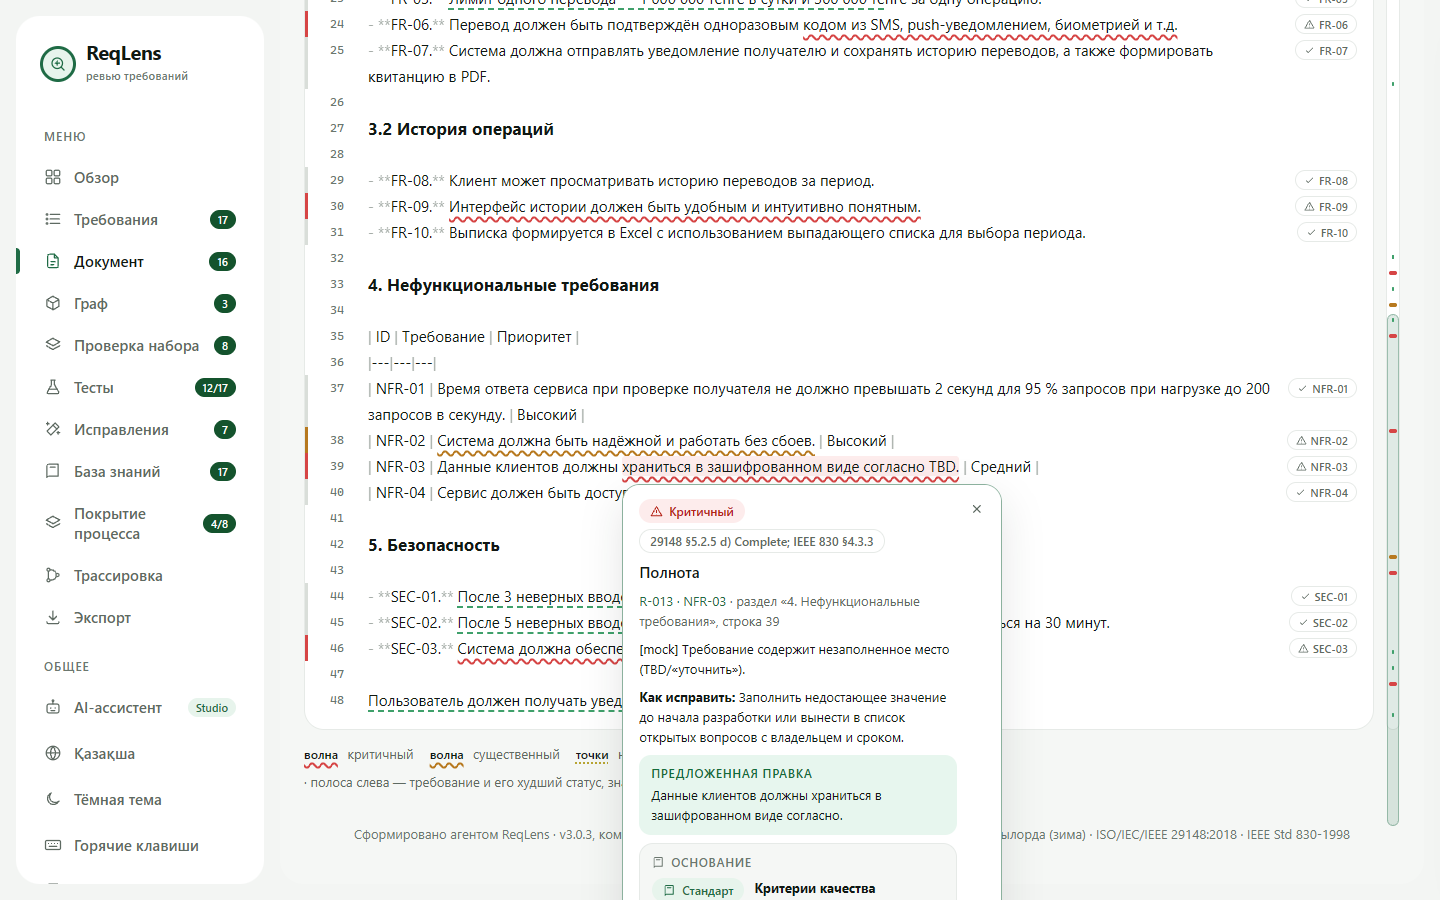 ReqLens
ревью требований
МЕНЮ
Обзор
Требования 17
Документ 16
Граф 3
Проверка набора 8
Тесты 12/17
Исправления 7
База знаний 17
Покрытие процесса 4/8
Трассировка
Экспорт
ОБЩЕЕ
AI-ассистент Studio
Қазақша
Тёмная тема
Горячие клавиши
24 - **FR-06.** Перевод должен быть подтверждён одноразовым кодом из SMS, push-уведомлением, биометрией и т.д. FR-06
25 - **FR-07.** Система должна отправлять уведомление получателю и сохранять историю переводов, а также формировать FR-07
квитанцию в PDF.
26
27 3.2 История операций
28
29 - **FR-08.** Клиент может просматривать историю переводов за период. FR-08
30 - **FR-09.** Интерфейс истории должен быть удобным и интуитивно понятным. FR-09
31 - **FR-10.** Выписка формируется в Excel с использованием выпадающего списка для выбора периода. FR-10
32
33 4. Нефункциональные требования
34
35 | ID | Требование | Приоритет |
36 |---|---|---|
37 | NFR-01 | Время ответа сервиса при проверке получателя не должно превышать 2 секунд для 95 % запросов при нагрузке до 200 NFR-01
запросов в секунду. | Высокий |
38 | NFR-02 | Система должна быть надёжной и работать без сбоев. | Высокий | NFR-02
39 | NFR-03 | Данные клиентов должны храниться в зашифрованном виде согласно TBD. | Средний | NFR-03
40 | NFR-04 | Сервис должен быть NFR-04
41
42 5. Безопасность
43
44 - **SEC-01.** После 3 неверных SEC-01
45 - **SEC-02.** После 5 неверных на 30 минут. SEC-02
46 - **SEC-03.** Система должна SEC-03
47
48 Пользователь должен получать
Критичный
29148 §5.2.5 d) Complete; IEEE 830 §4.3.3
Полнота
R-013 · NFR-03 · раздел «4. Нефункциональные
требования», строка 39
[mock] Требование содержит незаполненное место
(TBD/«уточнить»).
Как исправить: Заполнить недостающее значение
до начала разработки или вынести в список
открытых вопросов с владельцем и сроком.
ПРЕДЛОЖЕННАЯ ПРАВКА
Данные клиентов должны храниться в
зашифрованном виде согласно.
ОСНОВАНИЕ
Стандарт Критерии качества
волна критичный волна существенный точки
· полоса слева — требование и его худший статус,
Сформировано агентом ReqLens · v3.0.3, (зима) · ISO/IEC/IEEE 29148:2018 · IEEE Std 830-1998